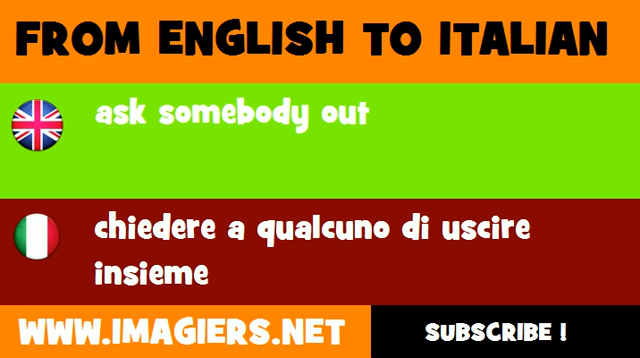 FROM ENGLISH TO ITALIAN
ask somebody out
chiedere a qualcuno di uscire
insieme
WWW.IMAGIERS.NET
SUBSCRIBE !